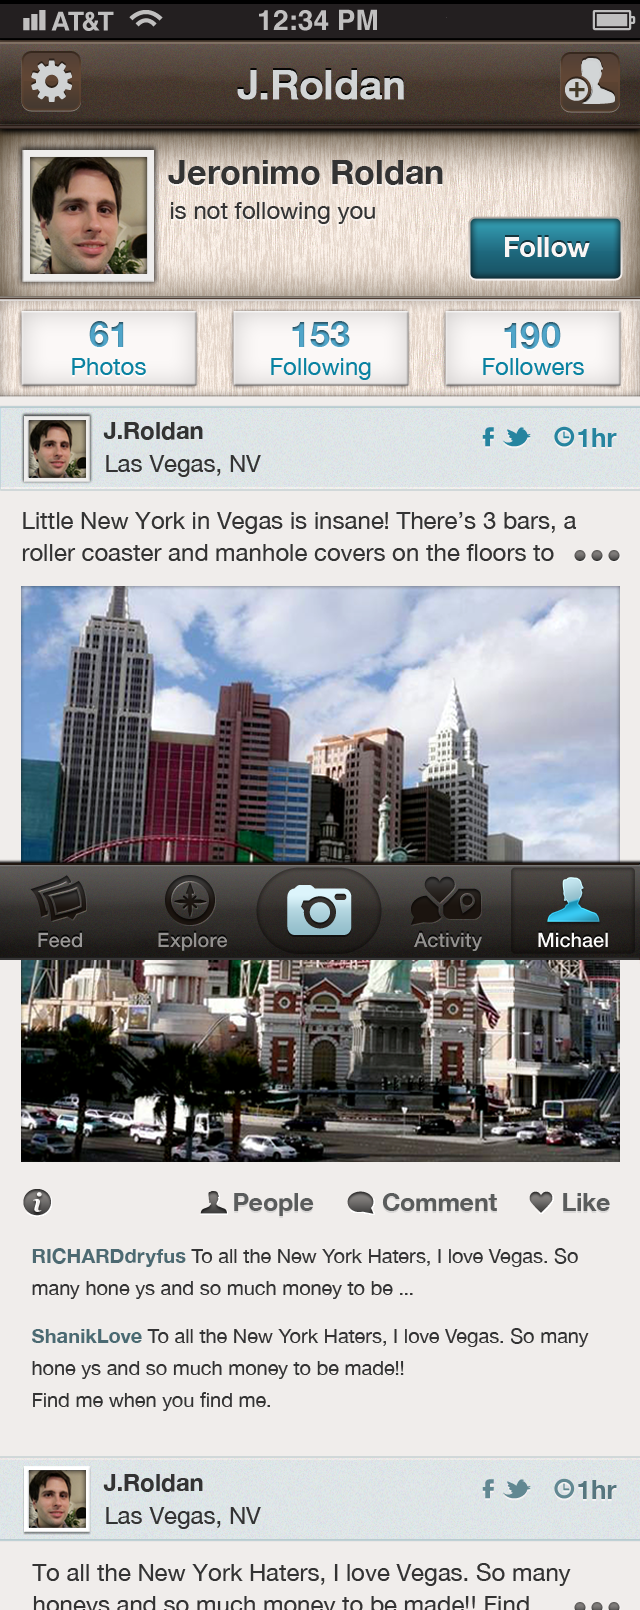 AT&T 12:34 PM
J.Roldan
Jeronimo Roldan
is not following you
Follow
61 153 190
Photos Following Followers
J.Roldan
Las Vegas, NV
1hr
Little New York in Vegas is insane! There’s 3 bars, a
roller coaster and manhole covers on the floors to
Feed Explore Activity Michael
People Comment Like
RICHARDdryfus To all the New York Haters, I love Vegas. So
many hone ys and so much money to be ...
ShanikLove To all the New York Haters, I love Vegas. So many
hone ys and so much money to be made!!
Find me when you find me.
J.Roldan
Las Vegas, NV
1hr
To all the New York Haters, I love Vegas. So many
honeys and so much money to be made!! Find